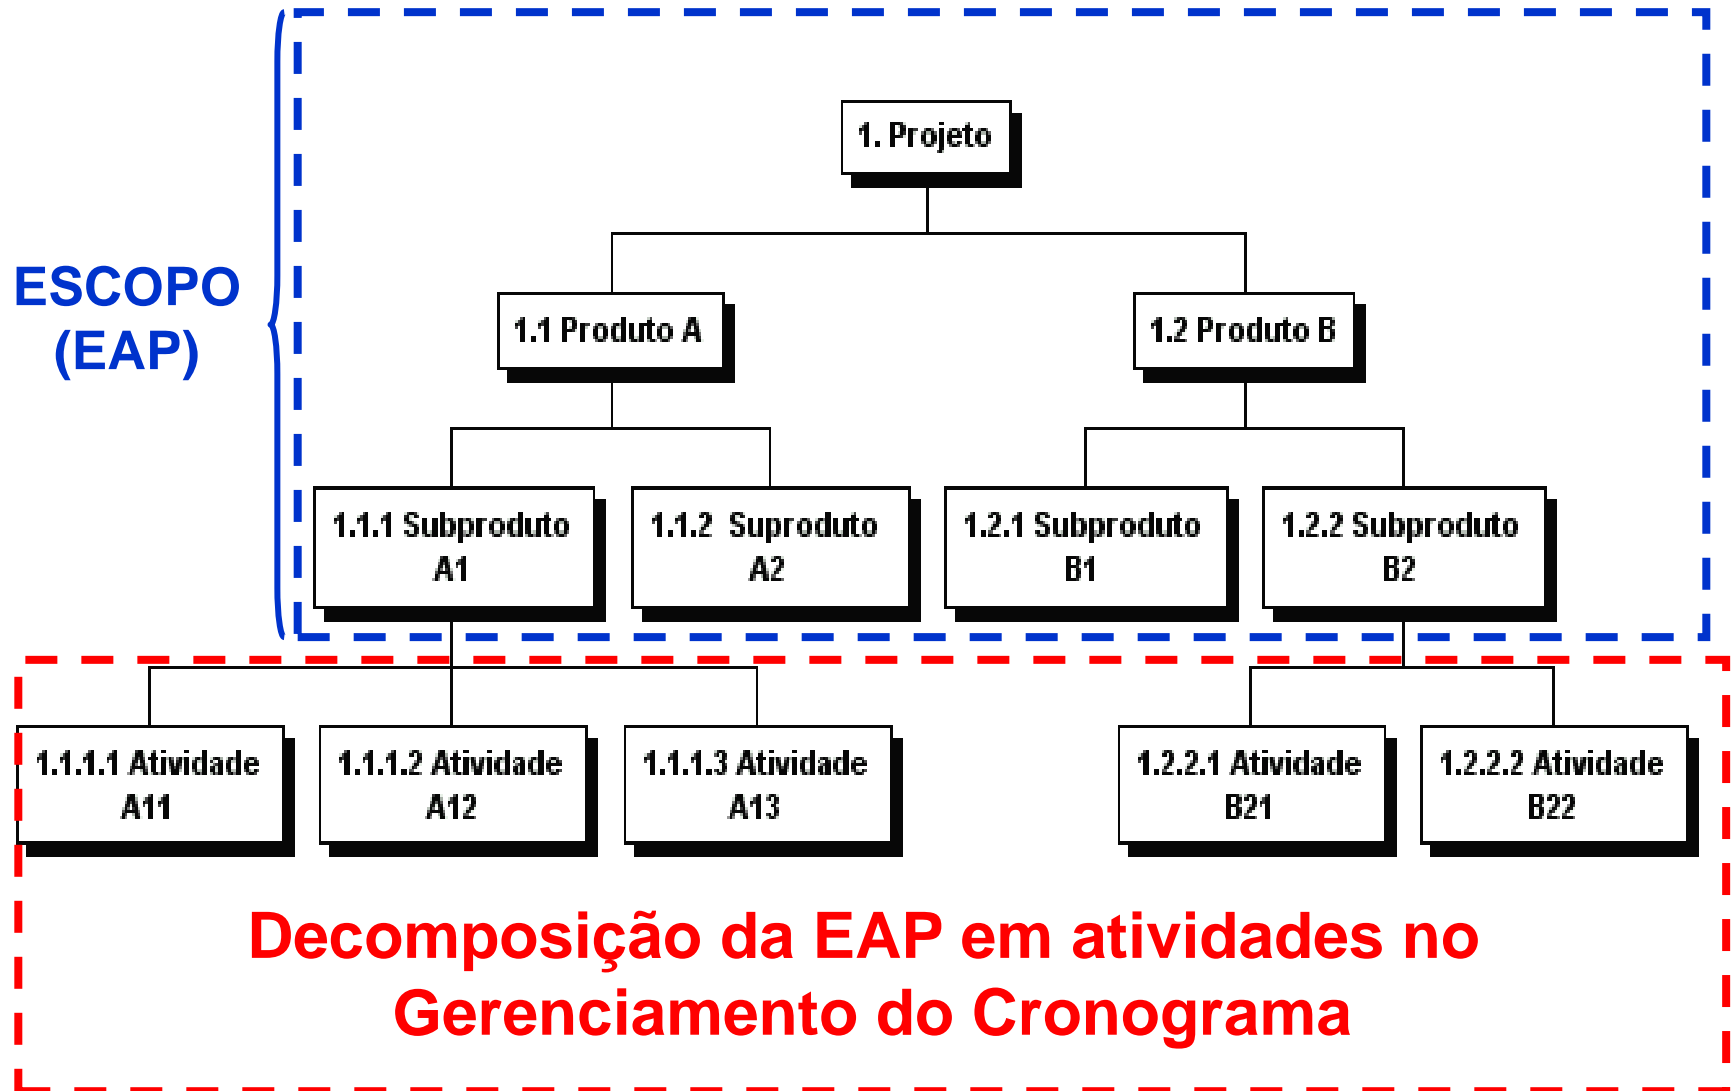 1. Projeto
ESCOPO
(EAP)
1.1 Produto A
1.2 Produto B
1.1.1 Subproduto
A1
1.1.2 Suproduto
A2
1.2.1 Subproduto
B1
1.2.2 Subproduto
B2
1.1.1.1 Atividade
A11
1.1.1.2 Atividade
A12
1.1.1.3 Atividade
A13
1.2.2.1 Atividade
B21
1.2.2.2 Atividade
B22
Decomposição da EAP em atividades no
Gerenciamento do Cronograma